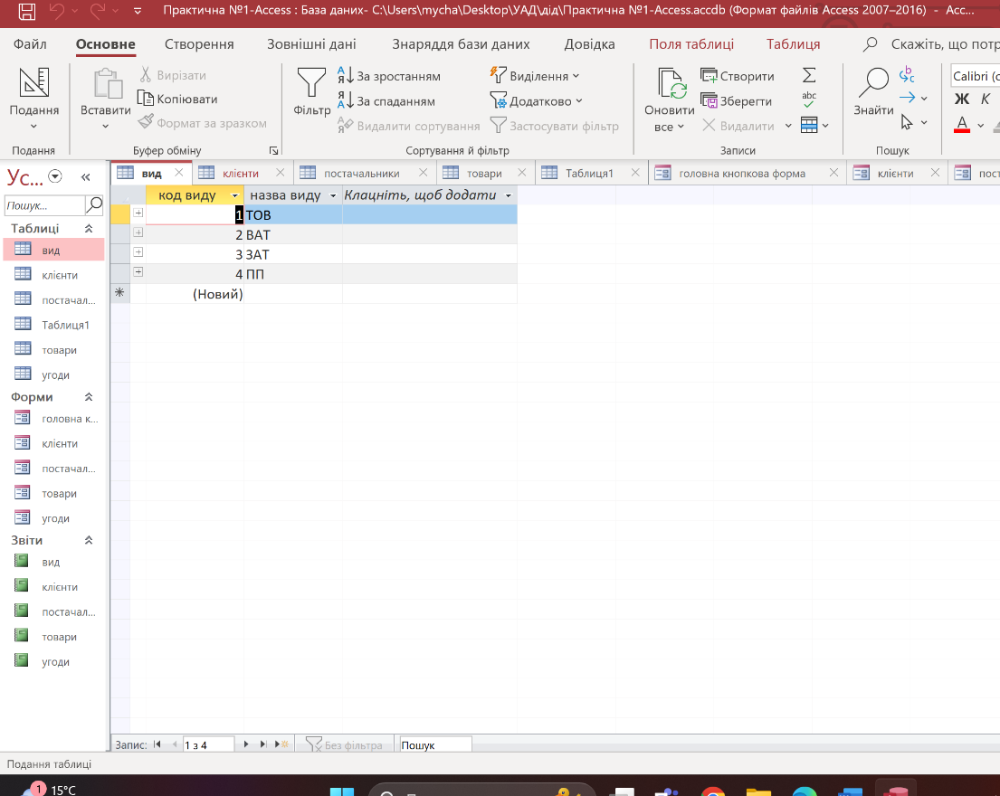 Практична №1-Access : База даних- C:\Users\mycha\Desktop\УАД\дід\Практична №1-Access.accdb (Формат файлів Access 2007–2016) - Acc...
Файл Основне Створення Зовнішні дані Знаряддя бази даних Довідка Поля таблиці Таблиця Скажіть, що потр
Подання
Вставити
Вирізати
Копіювати
Формат за зразком
Фільтр
За зростанням
За спаданням
Видалити сортування
Виділення
Додатково
Застосувати фільтр
Оновити
все
Створити
Зберегти
Видалити
Знайти
Calibri (о
Ж К
А
Подання Буфер обміну Сортування й фільтр Записи Пошук
Ус...
Пошук...
Таблиці
вид
клієнти
постачал...
Таблиця1
товари
угоди
Форми
головна к...
клієнти
постачал...
товари
угоди
Звіти
вид
клієнти
постачал...
товари
угоди
вид клієнти постачальники товари Таблиця1 головна кнопкова форма клієнти пост
код виду назва виду Клацніть, щоб додати
1 ТОВ
2 ВАТ
3 ЗАТ
4 ПП
(Новий)
Запис: 1 з 4 Без фільтра Пошук
Подання таблиці
1 15°C